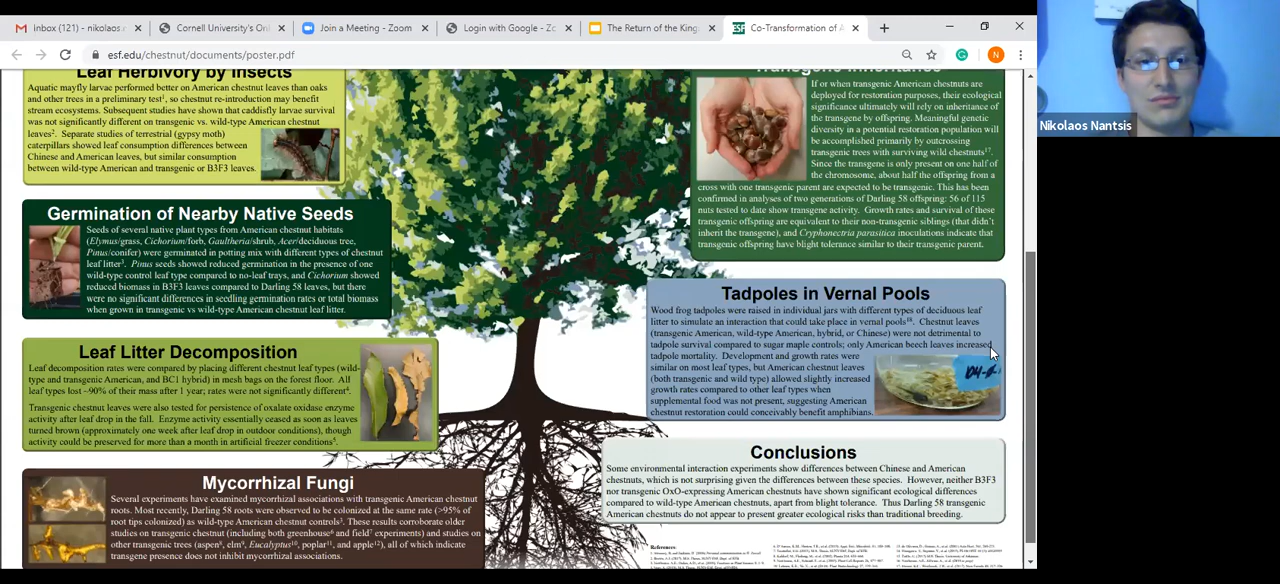 Inbox (121) - nikolaos.n
Cornell University's Onl
Join a Meeting - Zoom
Login with Google - Zo
The Return of the King
Co-Transformation of A
esf.edu/chestnut/documents/poster.pdf
N
Nikolaos Nantsis
Leaf Herbivory by Insects
Aquatic mayfly larvae performed better on American chestnut leaves than oaks
and other trees in a preliminary test¹, so chestnut re-introduction may benefit
stream ecosystems. Subsequent studies have shown that caddisfly larvae survival
was not significantly different on transgenic vs. wild-type American chestnut
leaves². Separate studies of terrestrial (gypsy moth)
caterpillars showed leaf consumption differences between
Chinese and American leaves, but similar consumption
between wild-type American and transgenic or B3F3 leaves.
Germination of Nearby Native Seeds
Seeds of several native plant types from American chestnut habitats
(Elymus/grass, Cichorium/forb, Gaultheria/shrub, Acer/deciduous tree,
Pinus/conifer) were germinated in potting mix with different types of chestnut
leaf litter³. Pinus seeds showed reduced germination in the presence of one
wild-type control leaf type compared to no-leaf trays, and Cichorium showed
reduced biomass in B3F3 leaves compared to Darling 58 leaves, but there
were no significant differences in seedling germination rates or total biomass
when grown in transgenic vs wild-type American chestnut leaf litter.
Leaf Litter Decomposition
Leaf decomposition rates were compared by placing different chestnut leaf types (wild-
type and transgenic American, and BC1 hybrid) in mesh bags on the forest floor. All
leaf types lost ~90% of their mass after 1 year; rates were not significantly different⁴.
Transgenic chestnut leaves were also tested for persistence of oxalate oxidase enzyme
activity after leaf drop in the fall. Enzyme activity essentially ceased as soon as leaves
turned brown (approximately one week after leaf drop in outdoor conditions), though
activity could be preserved for more than a month in artificial freezer conditions⁵.
Mycorrhizal Fungi
Several experiments have examined mycorrhizal associations with transgenic American chestnut
roots. Most recently, Darling 58 roots were observed to be colonized at the same rate (>95% of
root tips colonized) as wild-type American chestnut controls³. These results corroborate older
studies on transgenic chestnut (including both greenhouse⁶ and field⁷ experiments) and studies on
other transgenic trees (aspen⁸, elm⁹, Eucalyptus¹⁰, poplar¹¹, and apple¹²), all of which indicate
transgene presence does not inhibit mycorrhizal associations.
Transgene Inheritance
If or when transgenic American chestnuts are
deployed for restoration purposes, their ecological
significance ultimately will rely on inheritance of
the transgene by offspring. Meaningful genetic
diversity in a potential restoration population will
be accomplished primarily by outcrossing
transgenic trees with surviving wild chestnuts¹⁷.
Since the transgene is only present on one half of
the chromosome, about half the offspring from a
cross with one transgenic parent are expected to be transgenic. This has been
confirmed in analyses of two generations of Darling 58 offspring: 56 of 115
nuts tested to date show transgene activity. Growth rates and survival of these
transgenic offspring are equivalent to their non-transgenic siblings (that didn't
inherit the transgene), and Cryphonectria parasitica inoculations indicate that
transgenic offspring have blight tolerance similar to their transgenic parent.
Tadpoles in Vernal Pools
Wood frog tadpoles were raised in individual jars with different types of deciduous leaf
litter to simulate an interaction that could take place in vernal pools¹⁸. Chestnut leaves
(transgenic American, wild-type American, hybrid, or Chinese) were not detrimental to
tadpole survival compared to sugar maple controls; only American beech leaves increased
tadpole mortality. Development and growth rates were
similar on most leaf types, but American chestnut leaves
(both transgenic and wild type) allowed slightly increased
growth rates compared to other leaf types when
supplemental food was not present, suggesting American
chestnut restoration could conceivably benefit amphibians.
Conclusions
Some environmental interaction experiments show differences between Chinese and American
chestnuts, which is not surprising given the differences between these species. However, neither B3F3
nor transgenic OxO-expressing American chestnuts have shown significant ecological differences
compared to wild-type American chestnuts, apart from blight tolerance. Thus Darling 58 transgenic
American chestnuts do not appear to present greater ecological risks than traditional breeding.
References: